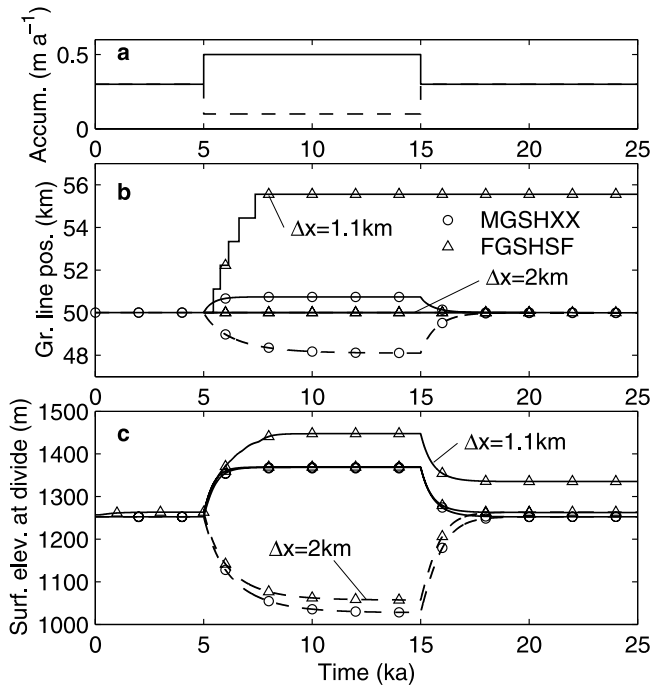 a
Accum. (m a⁻¹)
0.5
0
0 5 10 15 20 25
b
Gr. line pos. (km)
56
54
52
50
48
Δx=1.1km
MGSHXX
FGSHSF
Δx=2km
0 5 10 15 20 25
c
Surf. elev. at divide (m)
1500
1400
1300
1200
1100
1000
Δx=1.1km
Δx=2km
0 5 10 15 20 25
Time (ka)